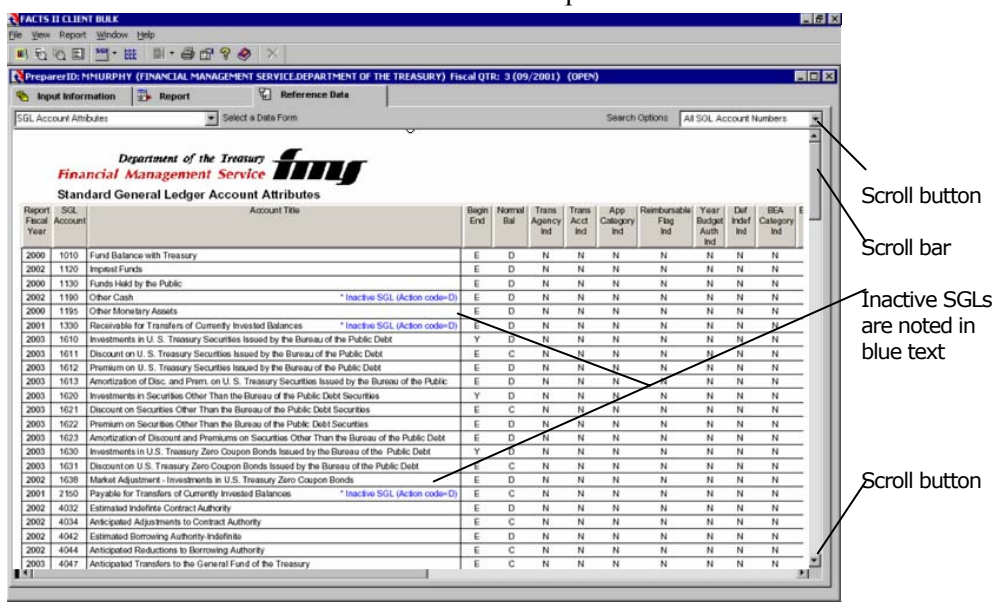 FACTS II CLIENT BULK
File View Report Window Help
PreparerID: MMURPHY (FINANCIAL MANAGEMENT SERVICE.DEPARTMENT OF THE TREASURY) Fiscal QTR: 3 (09/2001) (OPEN)
Input Information Report Reference Data
SGL Account Attributes Select a Data Form Search Options All SGL Account Numbers
Department of the Treasury
Financial Management Service fms
Standard General Ledger Account Attributes
Report Fiscal Year SGL Account Account Title Begin End Normal Bal Trans Agency Ind Trans Acct Ind App Category Ind Reimbursable Flag Ind Year Budget Auth Ind Def Indef Ind BEA Category Ind E
2000 1010 Fund Balance with Treasury E D N N N N N N N
2002 1120 Imprest Funds E D N N N N N N N
2000 1130 Funds Held by the Public E D N N N N N N N
2002 1190 Other Cash * Inactive SGL (Action code=D) E D N N N N N N N
2000 1195 Other Monetary Assets E D N N N N N N N
2001 1330 Receivable for Transfers of Currently Invested Balances * Inactive SGL (Action code=D) E D N N N N N N N
2003 1610 Investments in U. S. Treasury Securities Issued by the Bureau of the Public Debt Y D N N N N N N N
2003 1611 Discount on U. S. Treasury Securities Issued by the Bureau of the Public Debt E C N N N N N N N
2003 1612 Premium on U. S. Treasury Securities Issued by the Bureau of the Public Debt E D N N N N N N N
2003 1613 Amortization of Disc. and Prem. on U. S. Treasury Securities Issued by the Bureau of the Public E D N N N N N N N
2003 1620 Investments in Securities Other Than the Bureau of the Public Debt Securities Y D N N N N N N N
2003 1621 Discount on Securities Other Than the Bureau of the Public Debt Securities E C N N N N N N N
2003 1622 Premium on Securities Other Than the Bureau of the Public Debt Securities E D N N N N N N N
2003 1623 Amortization of Discount and Premiums on Securities Other Than the Bureau of the Public Debt E D N N N N N N N
2003 1630 Investments in U.S. Treasury Zero Coupon Bonds Issued by the Bureau of the Public Debt Y D N N N N N N N
2003 1631 Discount on U.S. Treasury Zero Coupon Bonds Issued by the Bureau of the Public Debt E C N N N N N N N
2002 1638 Market Adjustment - Investments in U.S. Treasury Zero Coupon Bonds E D N N N N N N N
2001 2150 Payable for Transfers of Currently Invested Balances * Inactive SGL (Action code=D) E C N N N N N N N
2002 4032 Estimated Indefinite Contract Authority E D N N N N N N N
2002 4034 Anticipated Adjustments to Contract Authority E C N N N N N N N
2002 4042 Estimated Borrowing Authority-Indefinite E D N N N N N N N
2002 4044 Anticipated Reductions to Borrowing Authority E C N N N N N N N
2003 4047 Anticipated Transfers to the General Fund of the Treasury E C N N N N N N N
Scroll button
Scroll bar
Inactive SGLs
are noted in
blue text
Scroll button